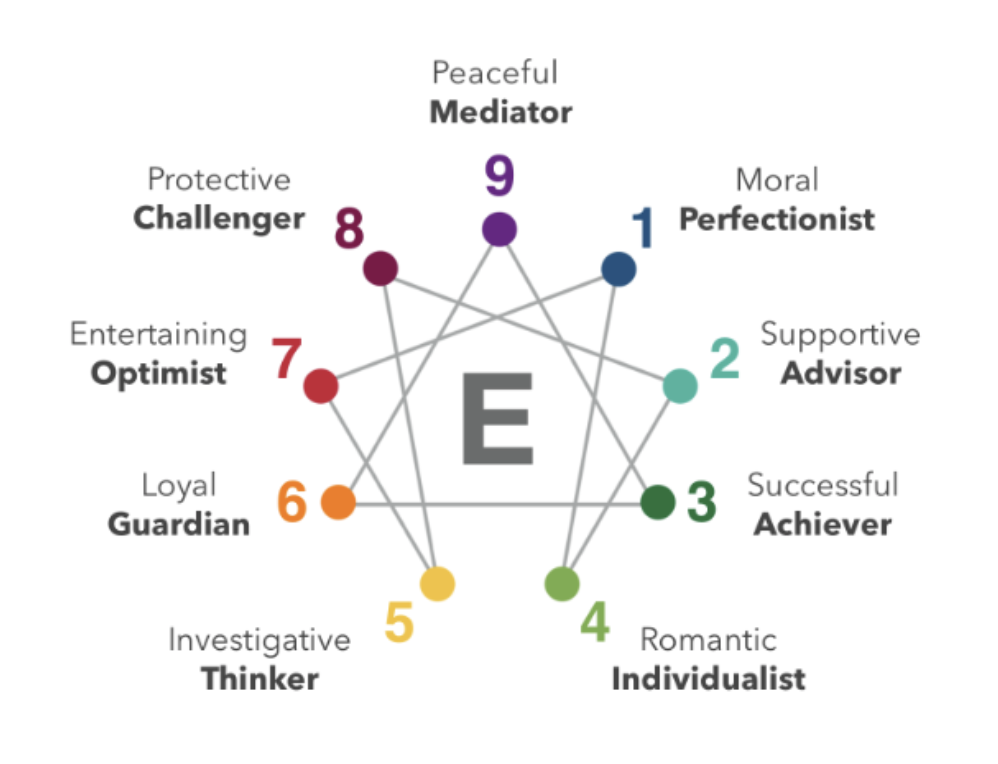 Peaceful
Mediator
9
Protective
Challenger
8
1
Moral
Perfectionist
Entertaining
Optimist
7
2
Supportive
Advisor
E
Loyal
Guardian
6
3
Successful
Achiever
5
Investigative
Thinker
4
Romantic
Individualist